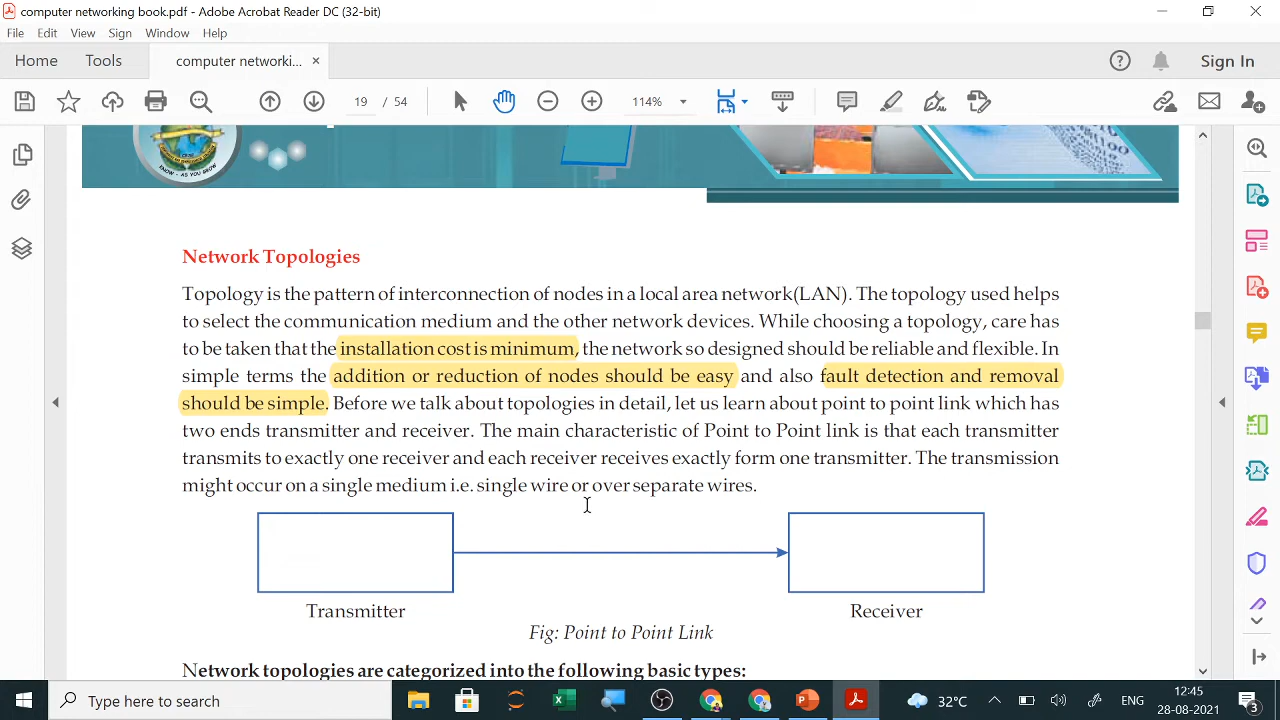 computer networking book.pdf - Adobe Acrobat Reader DC (32-bit)
File Edit View Sign Window Help
Home Tools computer networki... × Sign In
19 / 54 114%
KNOW - AS YOU GROW
Network Topologies
Topology is the pattern of interconnection of nodes in a local area network(LAN). The topology used helps
to select the communication medium and the other network devices. While choosing a topology, care has
to be taken that the installation cost is minimum, the network so designed should be reliable and flexible. In
simple terms the addition or reduction of nodes should be easy and also fault detection and removal
should be simple. Before we talk about topologies in detail, let us learn about point to point link which has
two ends transmitter and receiver. The main characteristic of Point to Point link is that each transmitter
transmits to exactly one receiver and each receiver receives exactly form one transmitter. The transmission
might occur on a single medium i.e. single wire or over separate wires.
Transmitter Receiver
Fig: Point to Point Link
Network topologies are categorized into the following basic types:
Type here to search 32°C ENG 12:45
28-08-2021 3